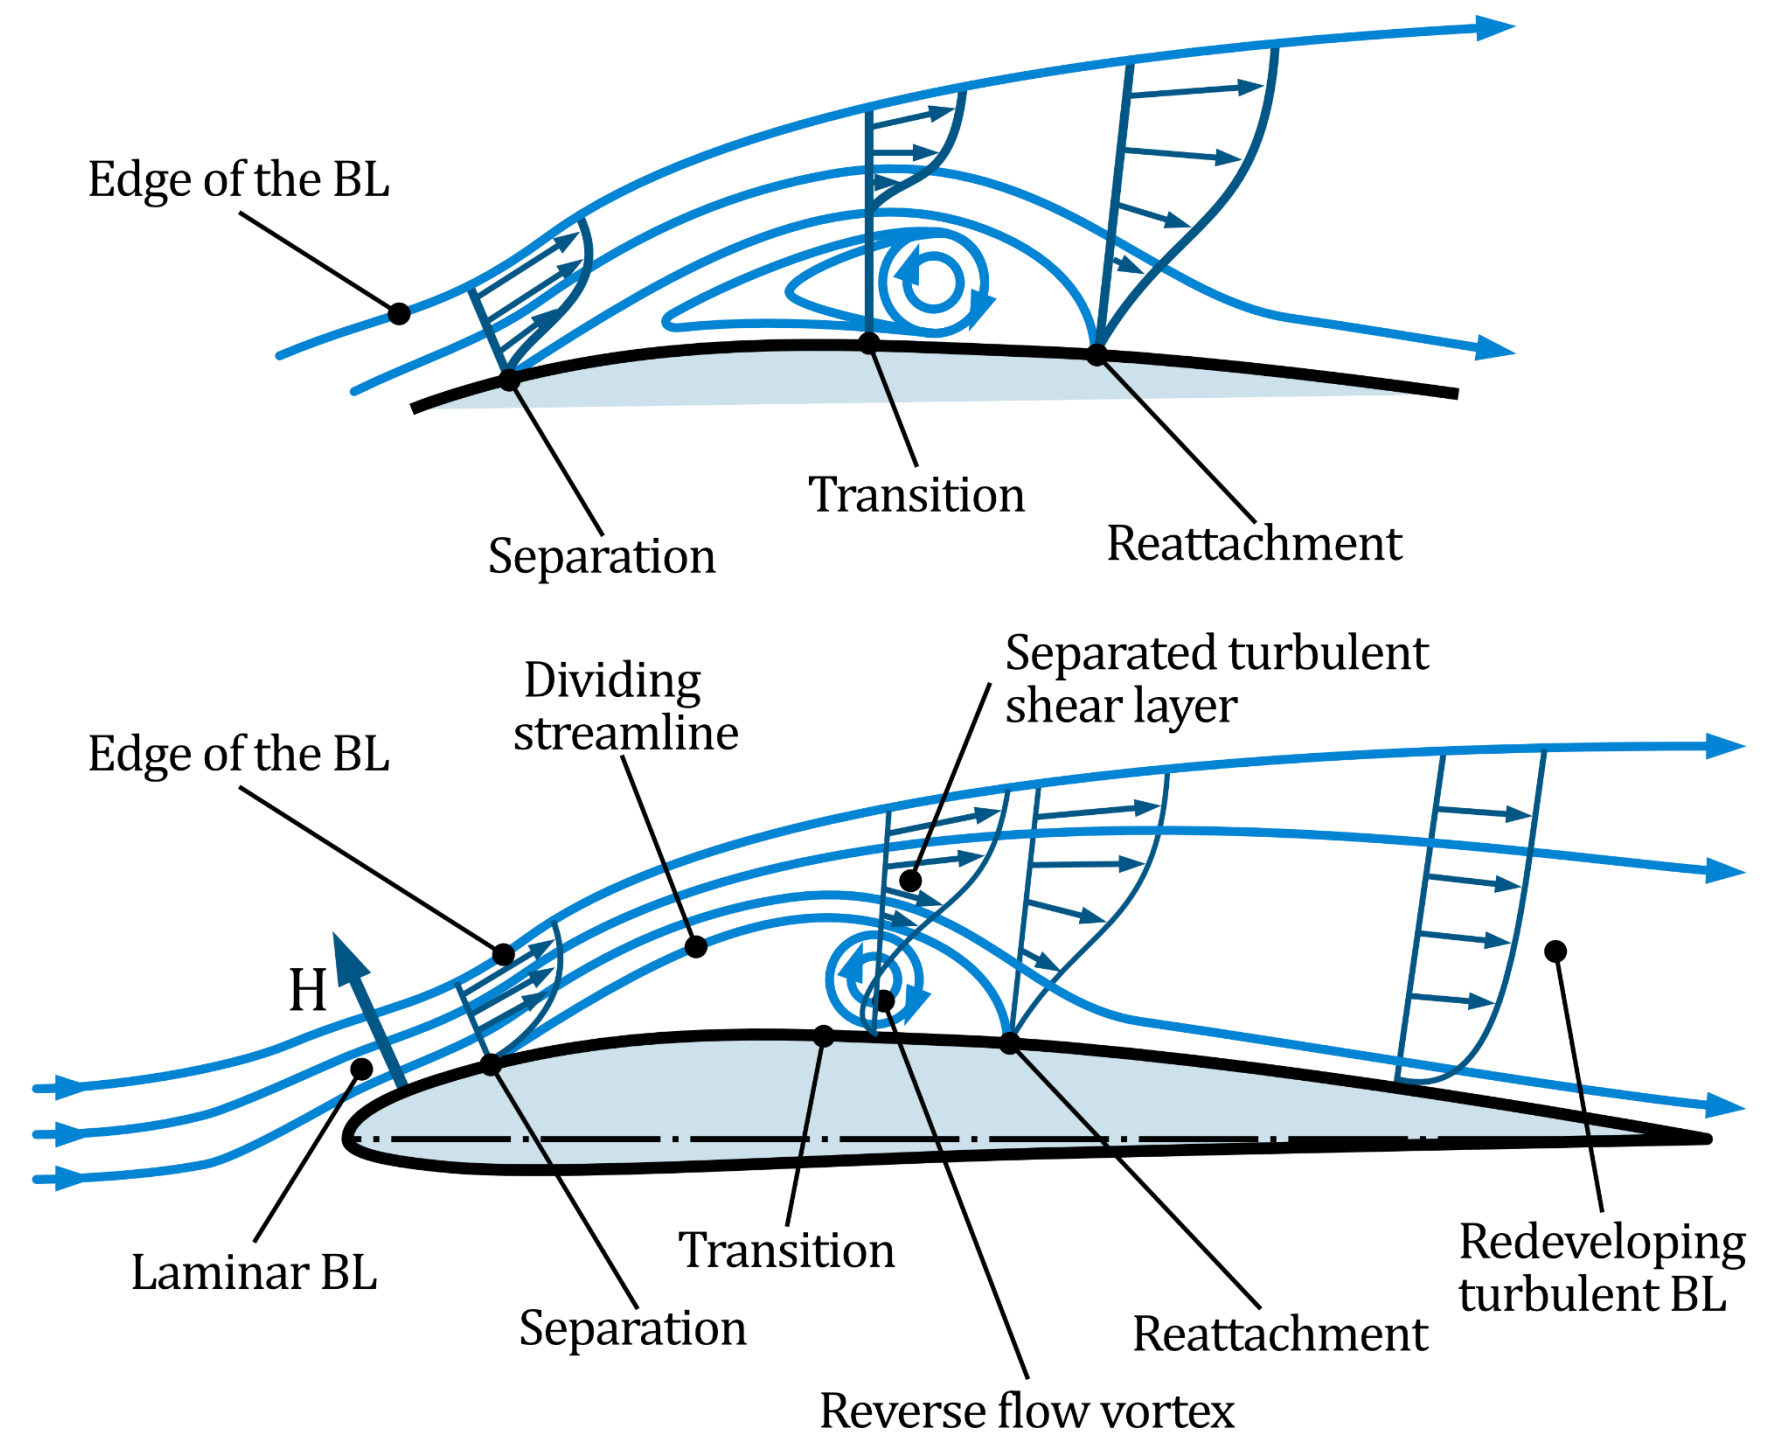 Edge of the BL
Transition
Separation
Reattachment
Separated turbulent
shear layer
Dividing
streamline
Edge of the BL
H
Laminar BL
Transition
Separation
Reattachment
Redeveloping
turbulent BL
Reverse flow vortex